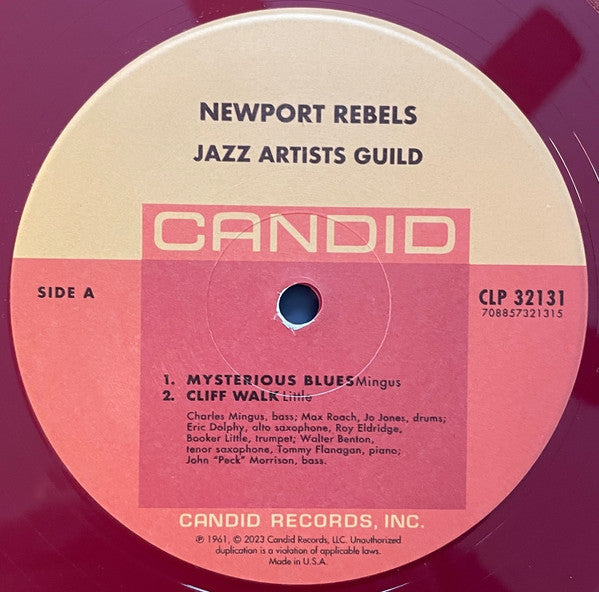 NEWPORT REBELS
JAZZ ARTISTS GUILD
CANDID
SIDE A
CLP 32131
708857321315
1. MYSTERIOUS BLUES Mingus
2. CLIFF WALK Little
Charles Mingus, bass; Max Roach, Jo Jones, drums;
Eric Dolphy, alto saxophone, Roy Eldridge,
Booker Little, trumpet; Walter Benton,
tenor saxophone, Tommy Flanagan, piano;
John "Peck" Morrison, bass.
CANDID RECORDS, INC.
℗ 1961, © 2023 Candid Records, LLC. Unauthorized
duplication is a violation of applicable laws.
Made in U.S.A.